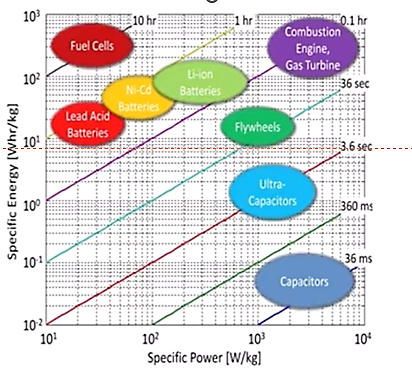 10³
10 hr
1 hr
0.1 hr
Fuel Cells
Combustion
Engine,
Gas Turbine
10²
Li-ion
Batteries
36 sec
Ni-Cd
Batteries
Lead Acid
Batteries
Flywheels
10¹
3.6 sec
Ultra-
Capacitors
10⁰
360 ms
10⁻¹
36 ms
Capacitors
10⁻²
10¹
10²
10³
10⁴
Specific Energy [Whr/kg]
Specific Power [W/kg]